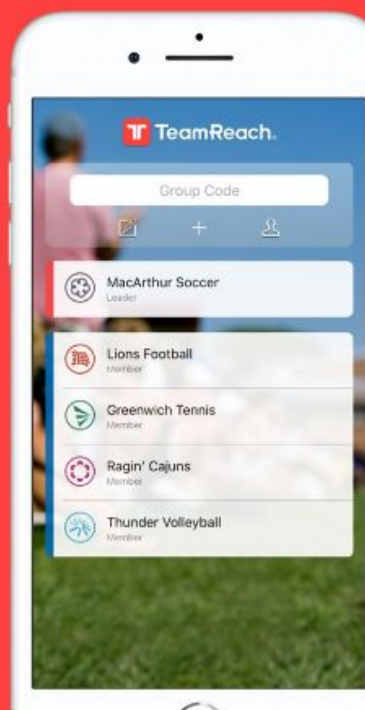 TeamReach
Group Code
MacArthur Soccer
Leader
Lions Football
Member
Greenwich Tennis
Member
Ragin' Cajuns
Member
Thunder Volleyball
Member